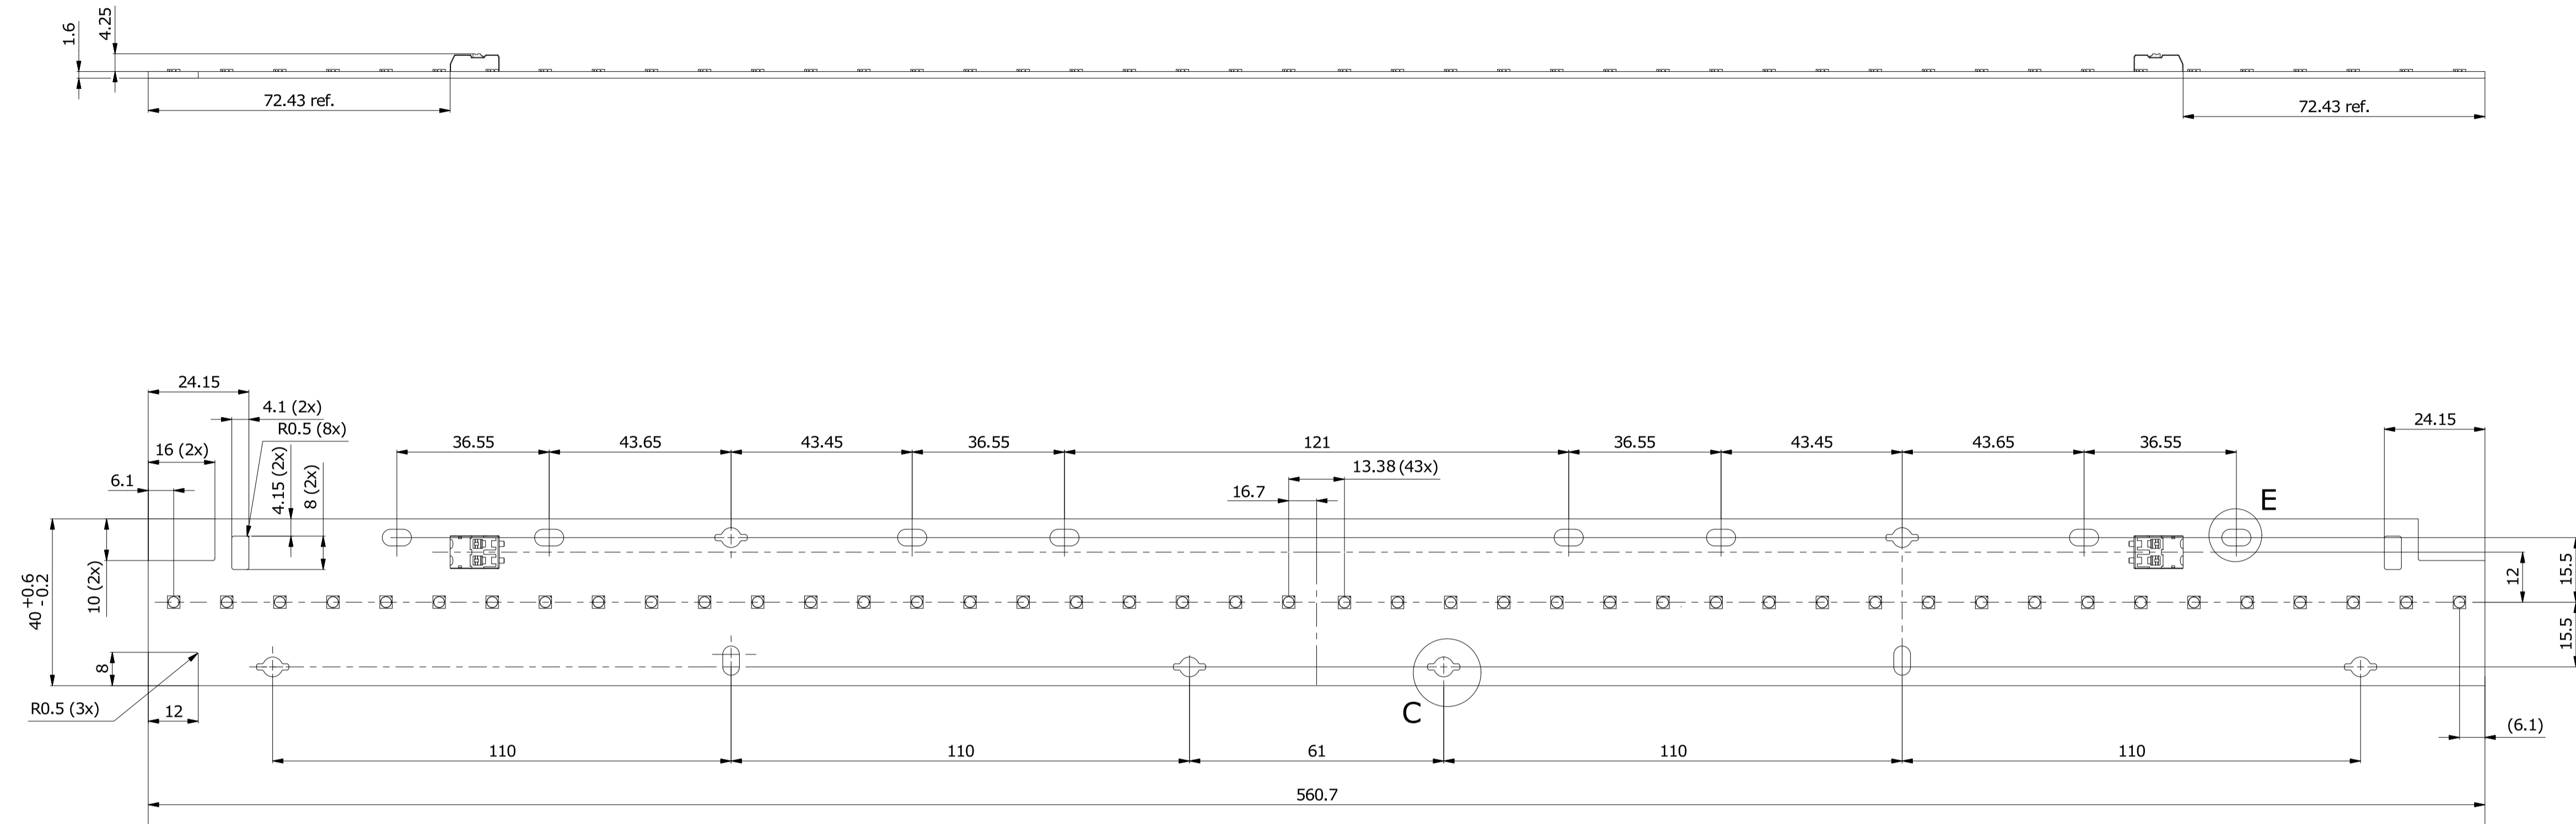 4.25
1.6
72.43 ref.
72.43 ref.
24.15
4.1 (2x)
R0.5 (8x)
16 (2x)
6.1
4.15 (2x)
8 (2x)
36.55
43.65
43.45
36.55
121
36.55
43.45
43.65
36.55
24.15
13.38 (43x)
16.7
E
10 (2x)
40 +0.6 -0.2
8
R0.5 (3x)
12
12
15.5
15.5
C
(6.1)
110
110
61
110
110
560.7